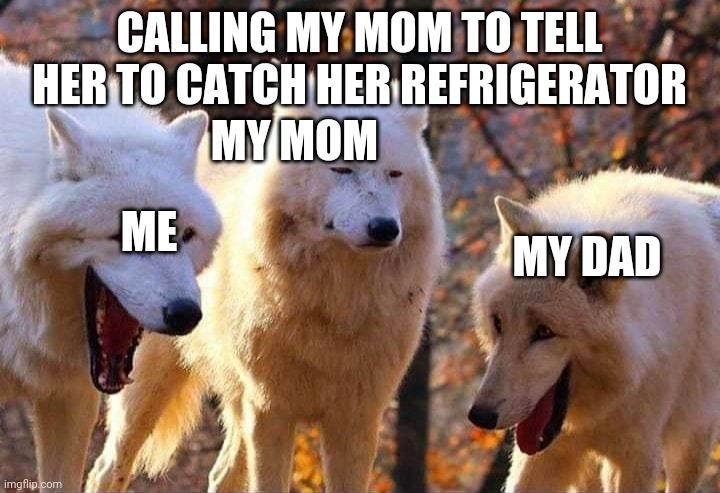 CALLING MY MOM TO TELL
HER TO CATCH HER REFRIGERATOR
MY MOM
ME
MY DAD
imgflip.com